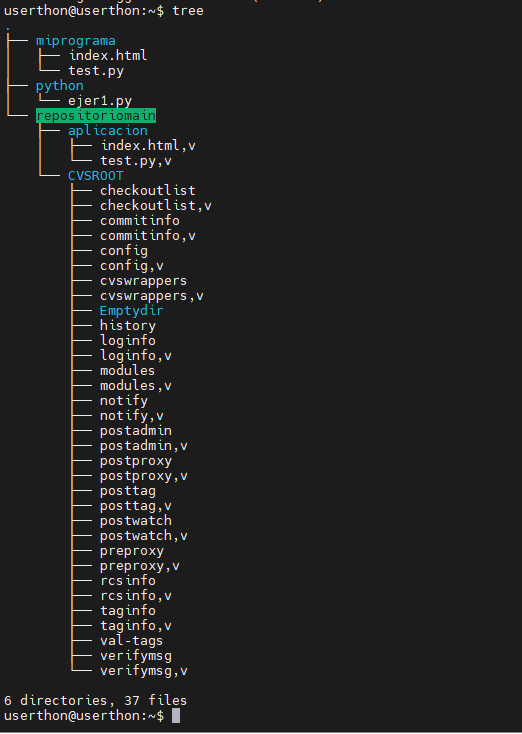 userthon@userthon:~$ tree
.
├── miprograma
│   ├── index.html
│   └── test.py
├── python
│   └── ejer1.py
└── repositoriomain
    ├── aplicacion
    │   ├── index.html,v
    │   └── test.py,v
    └── CVSROOT
        ├── checkoutlist
        ├── checkoutlist,v
        ├── commitinfo
        ├── commitinfo,v
        ├── config
        ├── config,v
        ├── cvswrappers
        ├── cvswrappers,v
        ├── Emptydir
        ├── history
        ├── loginfo
        ├── loginfo,v
        ├── modules
        ├── modules,v
        ├── notify
        ├── notify,v
        ├── postadmin
        ├── postadmin,v
        ├── postproxy
        ├── postproxy,v
        ├── posttag
        ├── posttag,v
        ├── postwatch
        ├── postwatch,v
        ├── preproxy
        ├── preproxy,v
        ├── rcsinfo
        ├── rcsinfo,v
        ├── taginfo
        ├── taginfo,v
        ├── val-tags
        ├── verifymsg
        └── verifymsg,v
6 directories, 37 files
userthon@userthon:~$